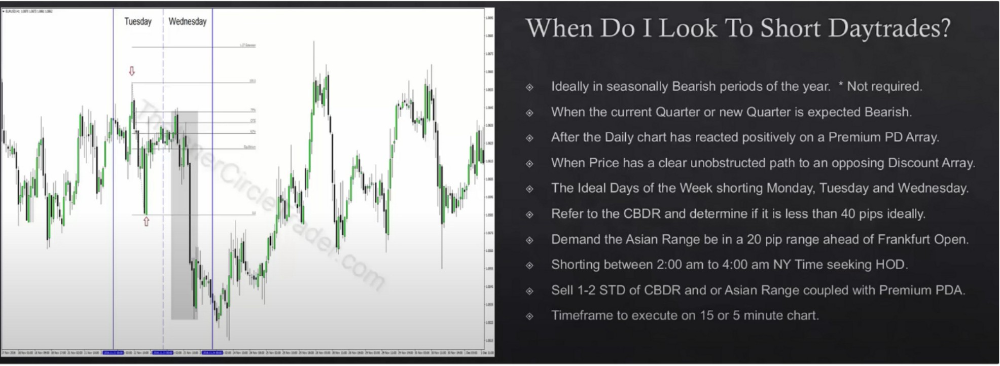 EURUSD,H1
Tuesday
Wednesday
TheInnerCircleTrader.com
Equilibrium
62%
79%
When Do I Look To Short Daytrades?
Ideally in seasonally Bearish periods of the year. * Not required.
When the current Quarter or new Quarter is expected Bearish.
After the Daily chart has reacted positively on a Premium PD Array.
When Price has a clear unobstructed path to an opposing Discount Array.
The Ideal Days of the Week shorting Monday, Tuesday and Wednesday.
Refer to the CBDR and determine if it is less than 40 pips ideally.
Demand the Asian Range be in a 20 pip range ahead of Frankfurt Open.
Shorting between 2:00 am to 4:00 am NY Time seeking HOD.
Sell 1-2 STD of CBDR and or Asian Range coupled with Premium PDA.
Timeframe to execute on 15 or 5 minute chart.